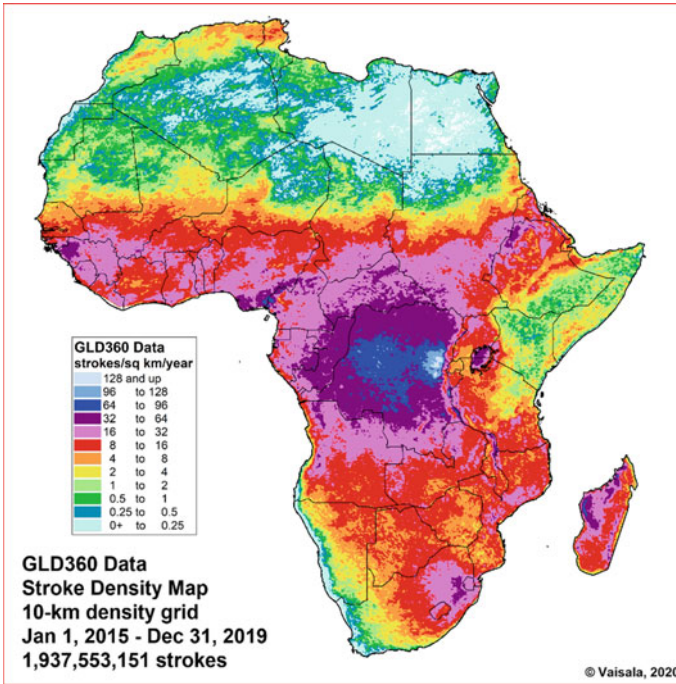 GLD360 Data
strokes/sq km/year
128 and up
96 to 128
64 to 96
32 to 64
16 to 32
8 to 16
4 to 8
2 to 4
1 to 2
0.5 to 1
0.25 to 0.5
0+ to 0.25
GLD360 Data
Stroke Density Map
10-km density grid
Jan 1, 2015 - Dec 31, 2019
1,937,553,151 strokes
© Vaisala, 2020